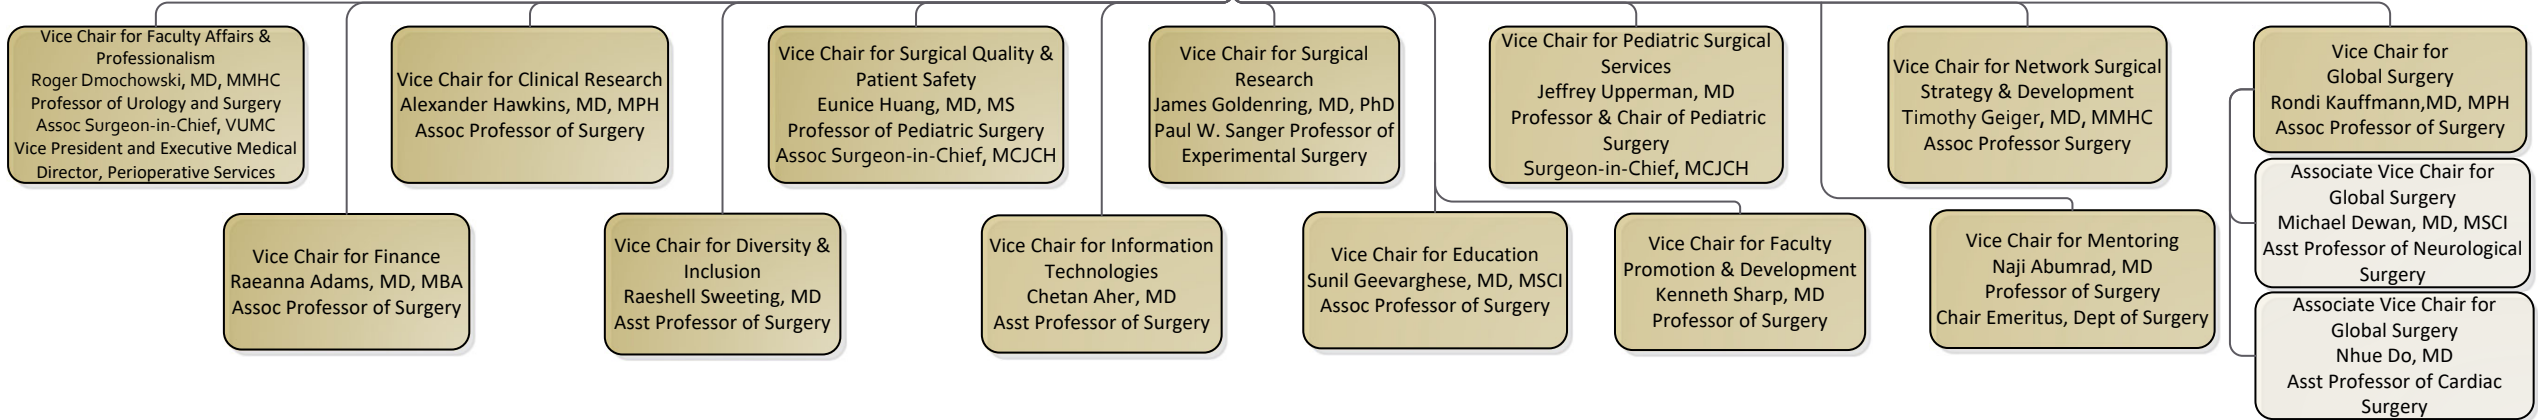 Vice Chair for Faculty Affairs &
Professionalism
Roger Dmochowski, MD, MMHC
Professor of Urology and Surgery
Assoc Surgeon-in-Chief, VUMC
Vice President and Executive Medical
Director, Perioperative Services
Vice Chair for Clinical Research
Alexander Hawkins, MD, MPH
Assoc Professor of Surgery
Vice Chair for Surgical Quality &
Patient Safety
Eunice Huang, MD, MS
Professor of Pediatric Surgery
Assoc Surgeon-in-Chief, MCJCH
Vice Chair for Surgical
Research
James Goldenring, MD, PhD
Paul W. Sanger Professor of
Experimental Surgery
Vice Chair for Pediatric Surgical
Services
Jeffrey Upperman, MD
Professor & Chair of Pediatric
Surgery
Surgeon-in-Chief, MCJCH
Vice Chair for Network Surgical
Strategy & Development
Timothy Geiger, MD, MMHC
Assoc Professor Surgery
Vice Chair for
Global Surgery
Rondi Kauffmann,MD, MPH
Assoc Professor of Surgery
Associate Vice Chair for
Global Surgery
Michael Dewan, MD, MSCI
Asst Professor of Neurological
Surgery
Associate Vice Chair for
Global Surgery
Nhue Do, MD
Asst Professor of Cardiac
Surgery
Vice Chair for Finance
Raeanna Adams, MD, MBA
Assoc Professor of Surgery
Vice Chair for Diversity &
Inclusion
Raeshell Sweeting, MD
Asst Professor of Surgery
Vice Chair for Information
Technologies
Chetan Aher, MD
Asst Professor of Surgery
Vice Chair for Education
Sunil Geevarghese, MD, MSCI
Assoc Professor of Surgery
Vice Chair for Faculty
Promotion & Development
Kenneth Sharp, MD
Professor of Surgery
Vice Chair for Mentoring
Naji Abumrad, MD
Professor of Surgery
Chair Emeritus, Dept of Surgery